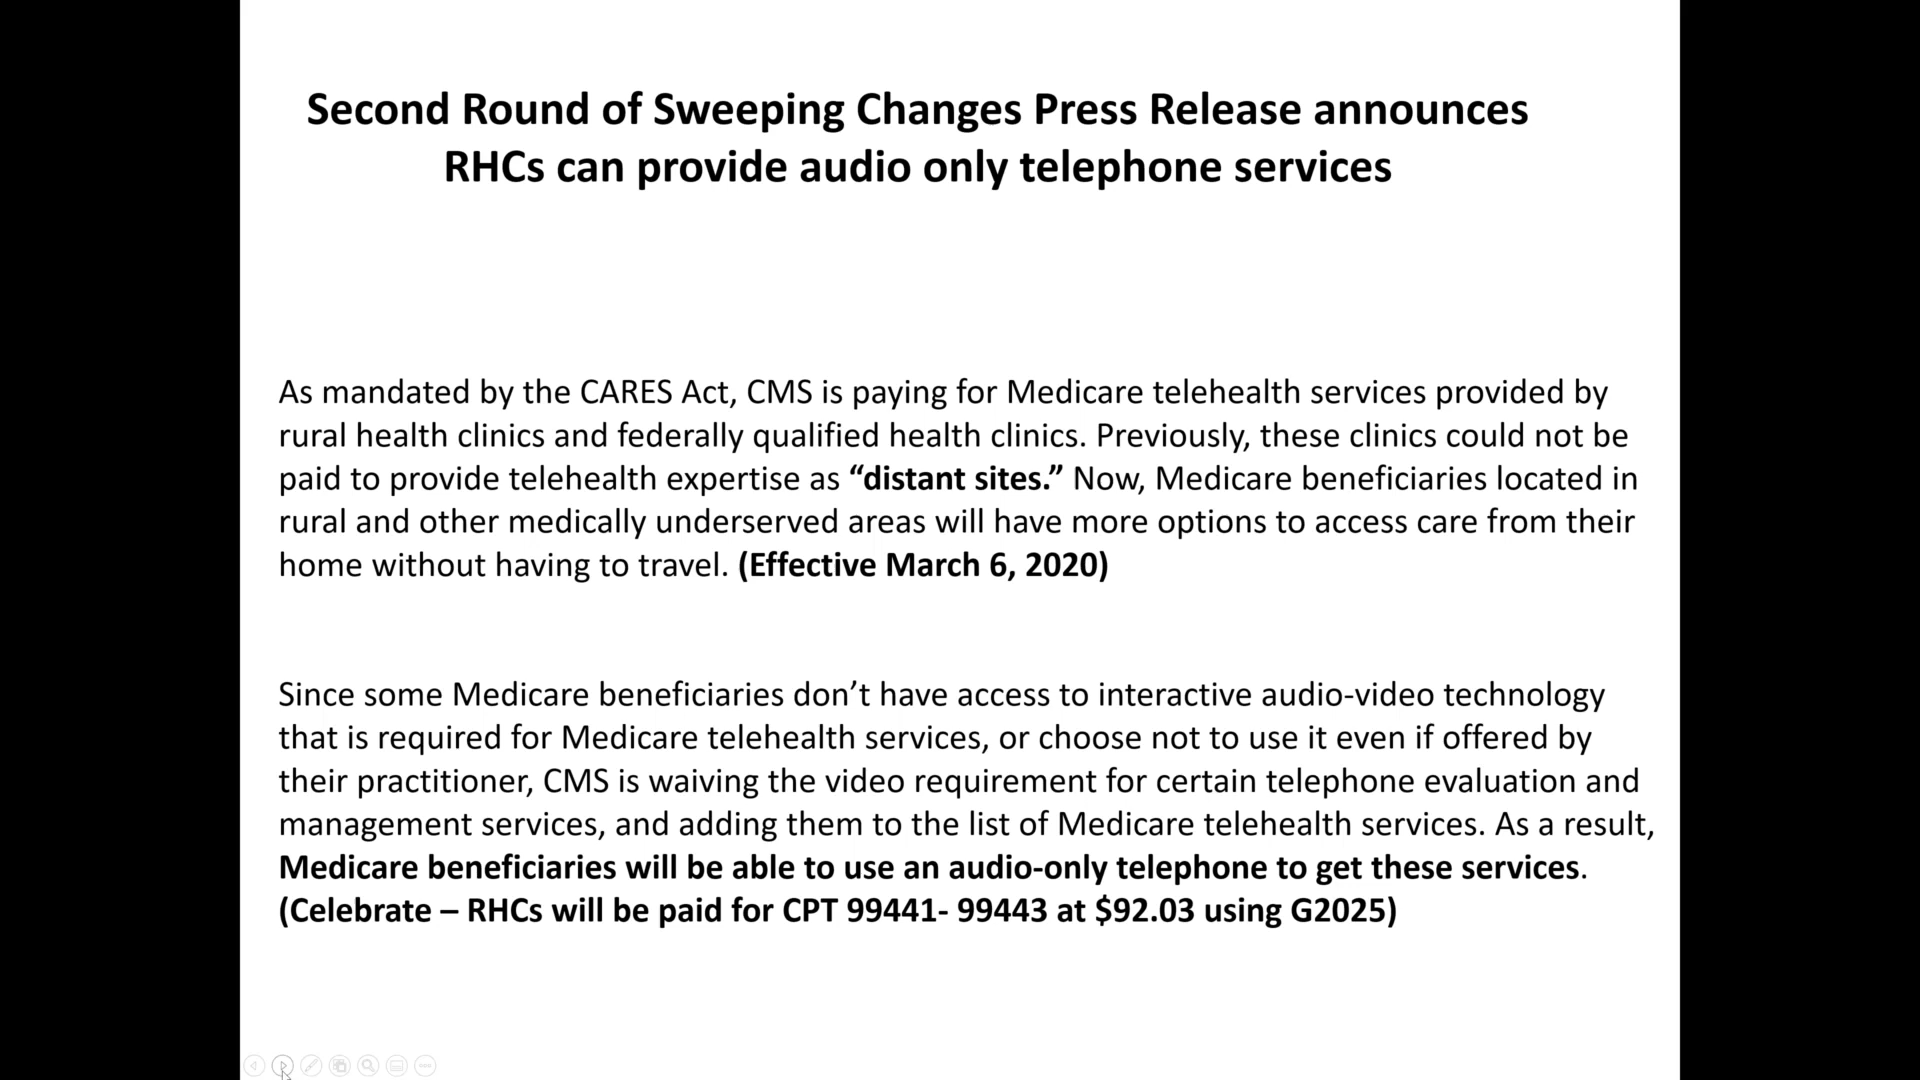 Second Round of Sweeping Changes Press Release announces
RHCs can provide audio only telephone services
As mandated by the CARES Act, CMS is paying for Medicare telehealth services provided by
rural health clinics and federally qualified health clinics. Previously, these clinics could not be
paid to provide telehealth expertise as “distant sites.” Now, Medicare beneficiaries located in
rural and other medically underserved areas will have more options to access care from their
home without having to travel. (Effective March 6, 2020)
Since some Medicare beneficiaries don’t have access to interactive audio-video technology
that is required for Medicare telehealth services, or choose not to use it even if offered by
their practitioner, CMS is waiving the video requirement for certain telephone evaluation and
management services, and adding them to the list of Medicare telehealth services. As a result,
Medicare beneficiaries will be able to use an audio-only telephone to get these services.
(Celebrate – RHCs will be paid for CPT 99441- 99443 at $92.03 using G2025)